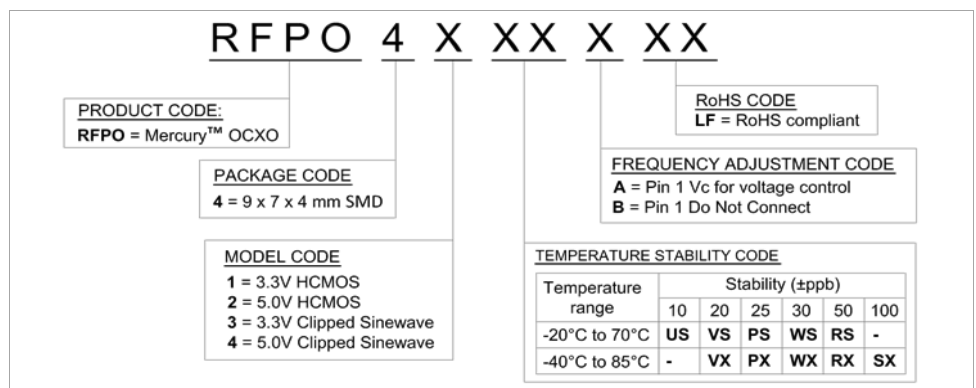 RFPO 4 X XX X XX
PRODUCT CODE:
RFPO = Mercury™ OCXO
RoHS CODE
LF = RoHS compliant
PACKAGE CODE
4 = 9 x 7 x 4 mm SMD
FREQUENCY ADJUSTMENT CODE
A = Pin 1 Vc for voltage control
B = Pin 1 Do Not Connect
MODEL CODE
1 = 3.3V HCMOS
2 = 5.0V HCMOS
3 = 3.3V Clipped Sinewave
4 = 5.0V Clipped Sinewave
TEMPERATURE STABILITY CODE
Temperature range Stability (±ppb)
10 20 25 30 50 100
-20°C to 70°C US VS PS WS RS -
-40°C to 85°C - VX PX WX RX SX